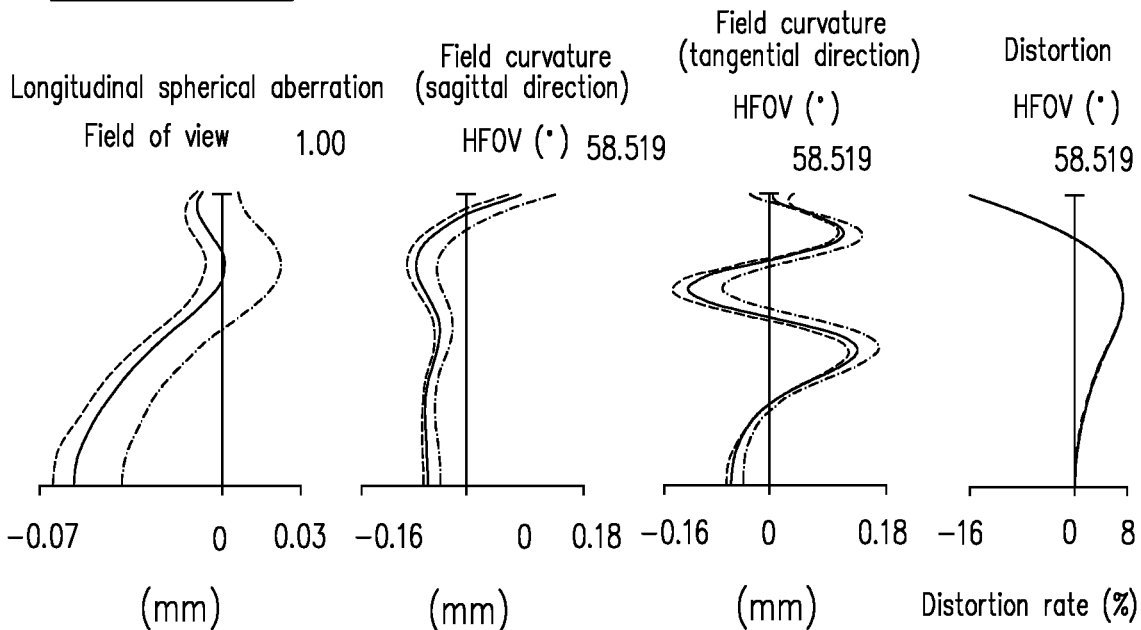 Longitudinal spherical aberration
Field of view 1.00
-0.07 0 0.03
(mm)
Field curvature
(sagittal direction)
HFOV (°) 58.519
-0.16 0 0.18
(mm)
Field curvature
(tangential direction)
HFOV (°)
58.519
-0.16 0 0.18
(mm)
Distortion
HFOV (°)
58.519
-16 0 8
Distortion rate (%)